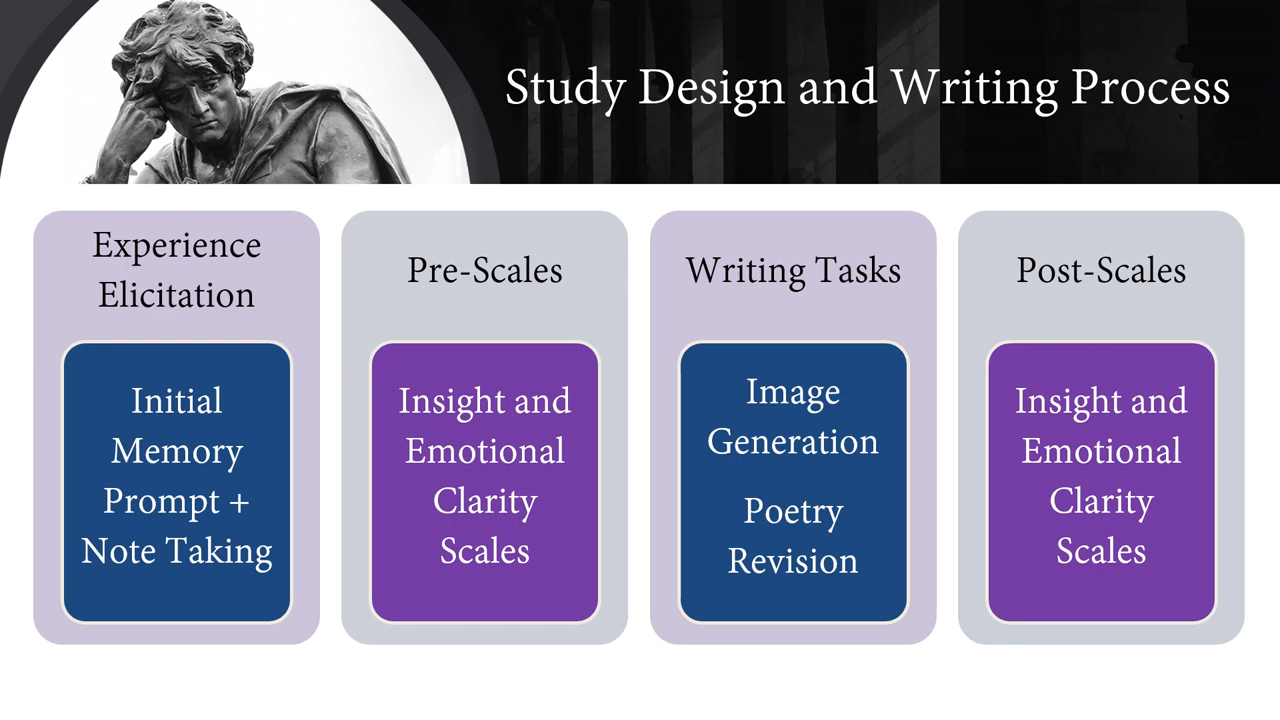 Study Design and Writing Process
Experience
Elicitation
Initial
Memory
Prompt +
Note Taking
Pre-Scales
Insight and
Emotional
Clarity
Scales
Writing Tasks
Image
Generation
Poetry
Revision
Post-Scales
Insight and
Emotional
Clarity
Scales